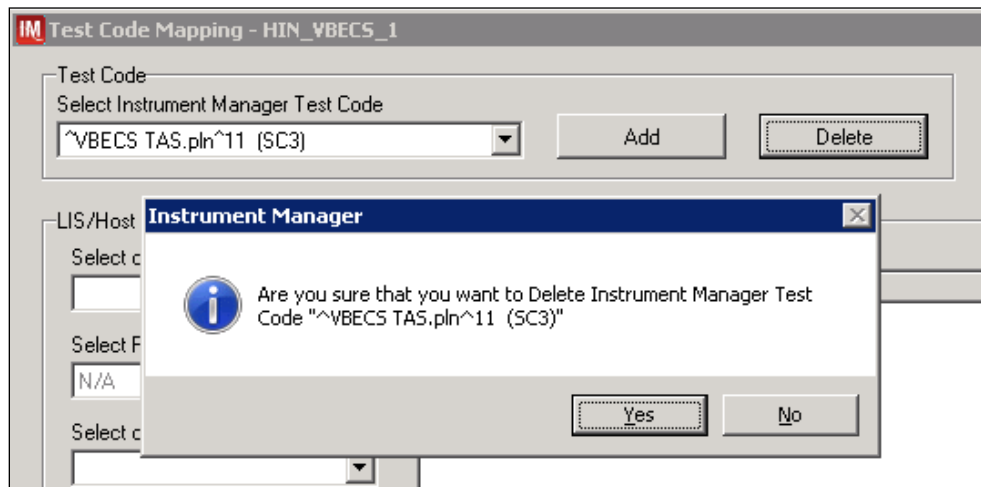 IM Test Code Mapping - HIN_VBECS_1
Test Code
Select Instrument Manager Test Code
^VBECS TAS.pln^11  (SC3)
Add
Delete
LIS/Host
Instrument Manager
Select c
Are you sure that you want to Delete Instrument Manager Test
Code "^VBECS TAS.pln^11  (SC3)"
Select F
N/A
Yes
No
Select c